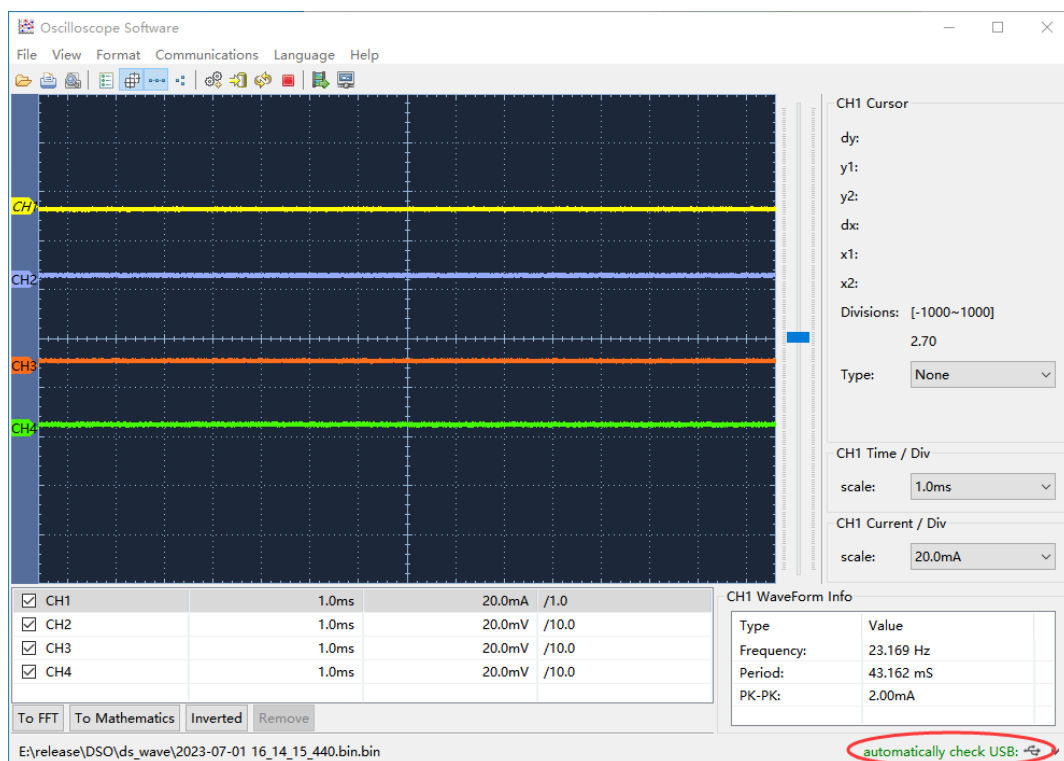 Oscilloscope Software
File View Format Communications Language Help
CH1 Cursor
dy:
y1:
CH1
y2:
dx:
x1:
CH2
x2:
Divisions: [-1000~1000]
2.70
CH3
Type: None
CH4
CH1 Time / Div
scale: 1.0ms
CH1 Current / Div
scale: 20.0mA
CH1 1.0ms 20.0mA /1.0
CH2 1.0ms 20.0mV /10.0
CH3 1.0ms 20.0mV /10.0
CH4 1.0ms 20.0mV /10.0
CH1 WaveForm Info
Type Value
Frequency: 23.169 Hz
Period: 43.162 mS
PK-PK: 2.00mA
To FFT To Mathematics Inverted Remove
E:\release\DSO\ds_wave\2023-07-01 16_14_15_440.bin.bin
automatically check USB: